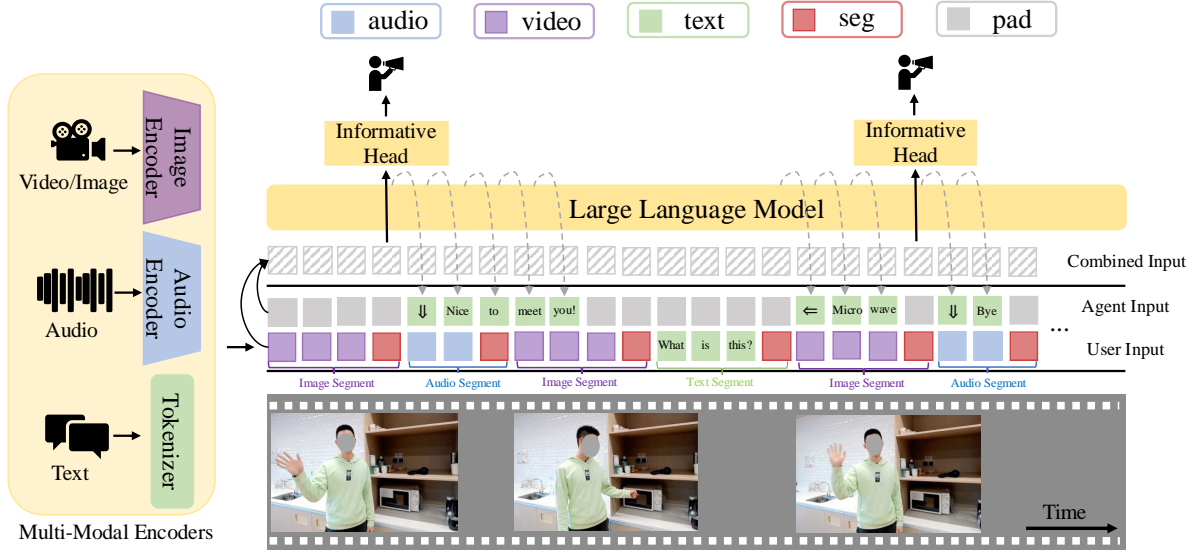 audio
video
text
seg
pad
Informative
Head
Informative
Head
Large Language Model
Image
Encoder
Video/Image
Audio
Encoder
Audio
Tokenizer
Text
Multi-Modal Encoders
Combined Input
⇓ Nice to meet you! ⇐ Micro wave ⇓ Bye
Agent Input
...
What is this?
User Input
Image Segment
Audio Segment
Image Segment
Text Segment
Image Segment
Audio Segment
Time